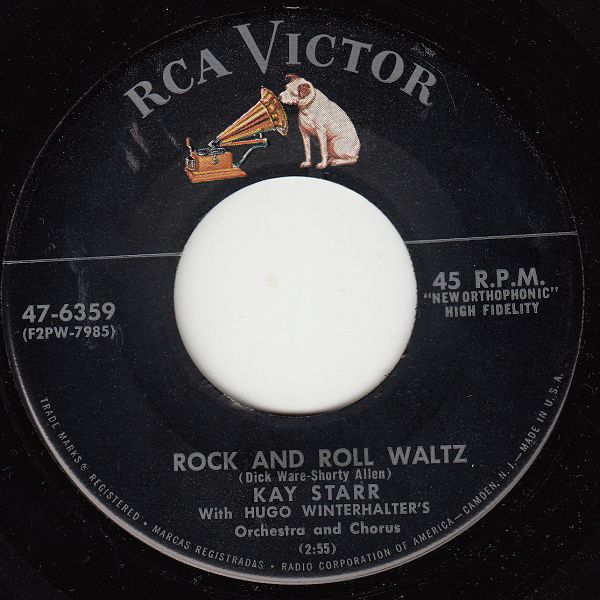 RCA VICTOR
47-6359
(F2PW-7985)
45 R.P.M.
"NEW ORTHOPHONIC"
HIGH FIDELITY
ROCK AND ROLL WALTZ
(Dick Ware-Shorty Allen)
KAY STARR
With HUGO WINTERHALTER'S
Orchestra and Chorus
(2:55)
TRADE MARKS ® REGISTERED • MARCAS REGISTRADAS • RADIO CORPORATION OF AMERICA—CAMDEN, N.J.—MADE IN U.S.A.